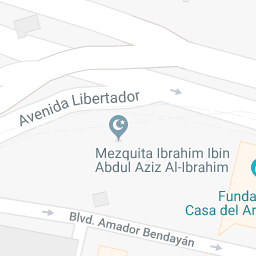 Avenida Libertador
Mezquita Ibrahim Ibin
Abdul Aziz Al-Ibrahim
Funda
Casa del Ar
Blvd. Amador Bendayán